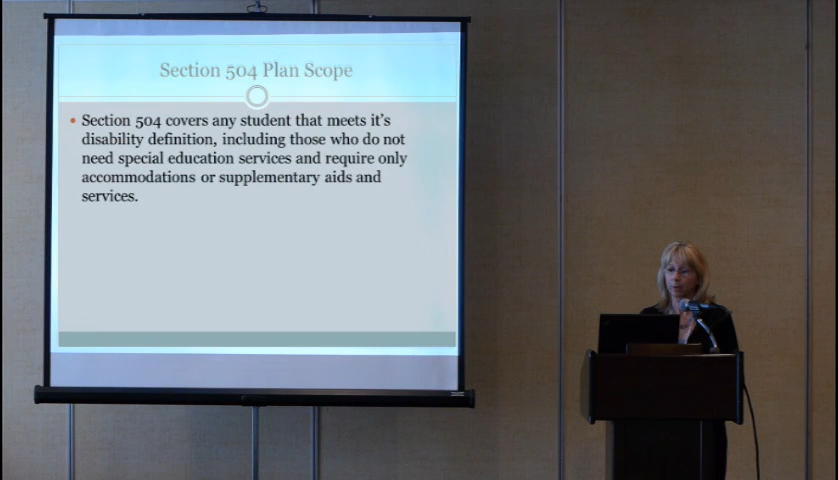 Section 504 Plan Scope
• Section 504 covers any student that meets it's
disability definition, including those who do not
need special education services and require only
accommodations or supplementary aids and
services.